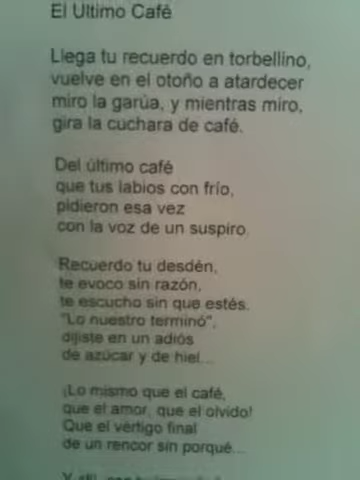 El Ultimo Café
Llega tu recuerdo en torbellino,
vuelve en el otoño a atardecer
miro la garúa, y mientras miro,
gira la cuchara de café.
Del último café
que tus labios con frío,
pidieron esa vez
con la voz de un suspiro.
Recuerdo tu desdén,
te evoco sin razón,
te escucho sin que estés.
"Lo nuestro terminó",
dijiste en un adiós
de azúcar y de hiel...
¡Lo mismo que el café,
que el amor, que el olvido!
Que el vértigo final
de un rencor sin porqué...